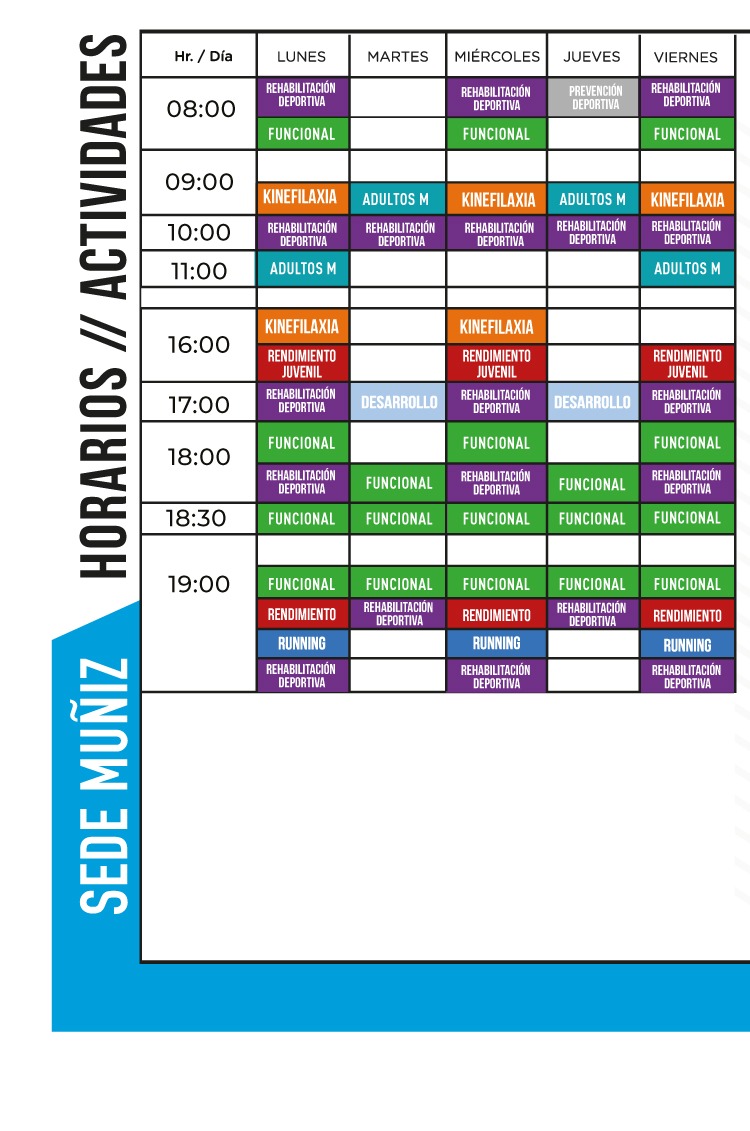 HORARIOS // ACTIVIDADES
SEDE MUÑIZ
Hr. / Día LUNES MARTES MIÉRCOLES JUEVES VIERNES
08:00
REHABILITACIÓN DEPORTIVA REHABILITACIÓN DEPORTIVA PREVENCIÓN DEPORTIVA REHABILITACIÓN DEPORTIVA
FUNCIONAL FUNCIONAL FUNCIONAL
09:00
KINEFILAXIA ADULTOS M KINEFILAXIA ADULTOS M KINEFILAXIA
10:00 REHABILITACIÓN DEPORTIVA REHABILITACIÓN DEPORTIVA REHABILITACIÓN DEPORTIVA REHABILITACIÓN DEPORTIVA REHABILITACIÓN DEPORTIVA
11:00 ADULTOS M ADULTOS M
16:00
KINEFILAXIA KINEFILAXIA
RENDIMIENTO JUVENIL RENDIMIENTO JUVENIL RENDIMIENTO JUVENIL
17:00 REHABILITACIÓN DEPORTIVA DESARROLLO REHABILITACIÓN DEPORTIVA DESARROLLO REHABILITACIÓN DEPORTIVA
18:00
FUNCIONAL FUNCIONAL FUNCIONAL
REHABILITACIÓN DEPORTIVA FUNCIONAL REHABILITACIÓN DEPORTIVA FUNCIONAL REHABILITACIÓN DEPORTIVA
18:30 FUNCIONAL FUNCIONAL FUNCIONAL FUNCIONAL FUNCIONAL
19:00
FUNCIONAL FUNCIONAL FUNCIONAL FUNCIONAL FUNCIONAL
RENDIMIENTO REHABILITACIÓN DEPORTIVA RENDIMIENTO REHABILITACIÓN DEPORTIVA RENDIMIENTO
RUNNING RUNNING RUNNING
REHABILITACIÓN DEPORTIVA REHABILITACIÓN DEPORTIVA REHABILITACIÓN DEPORTIVA